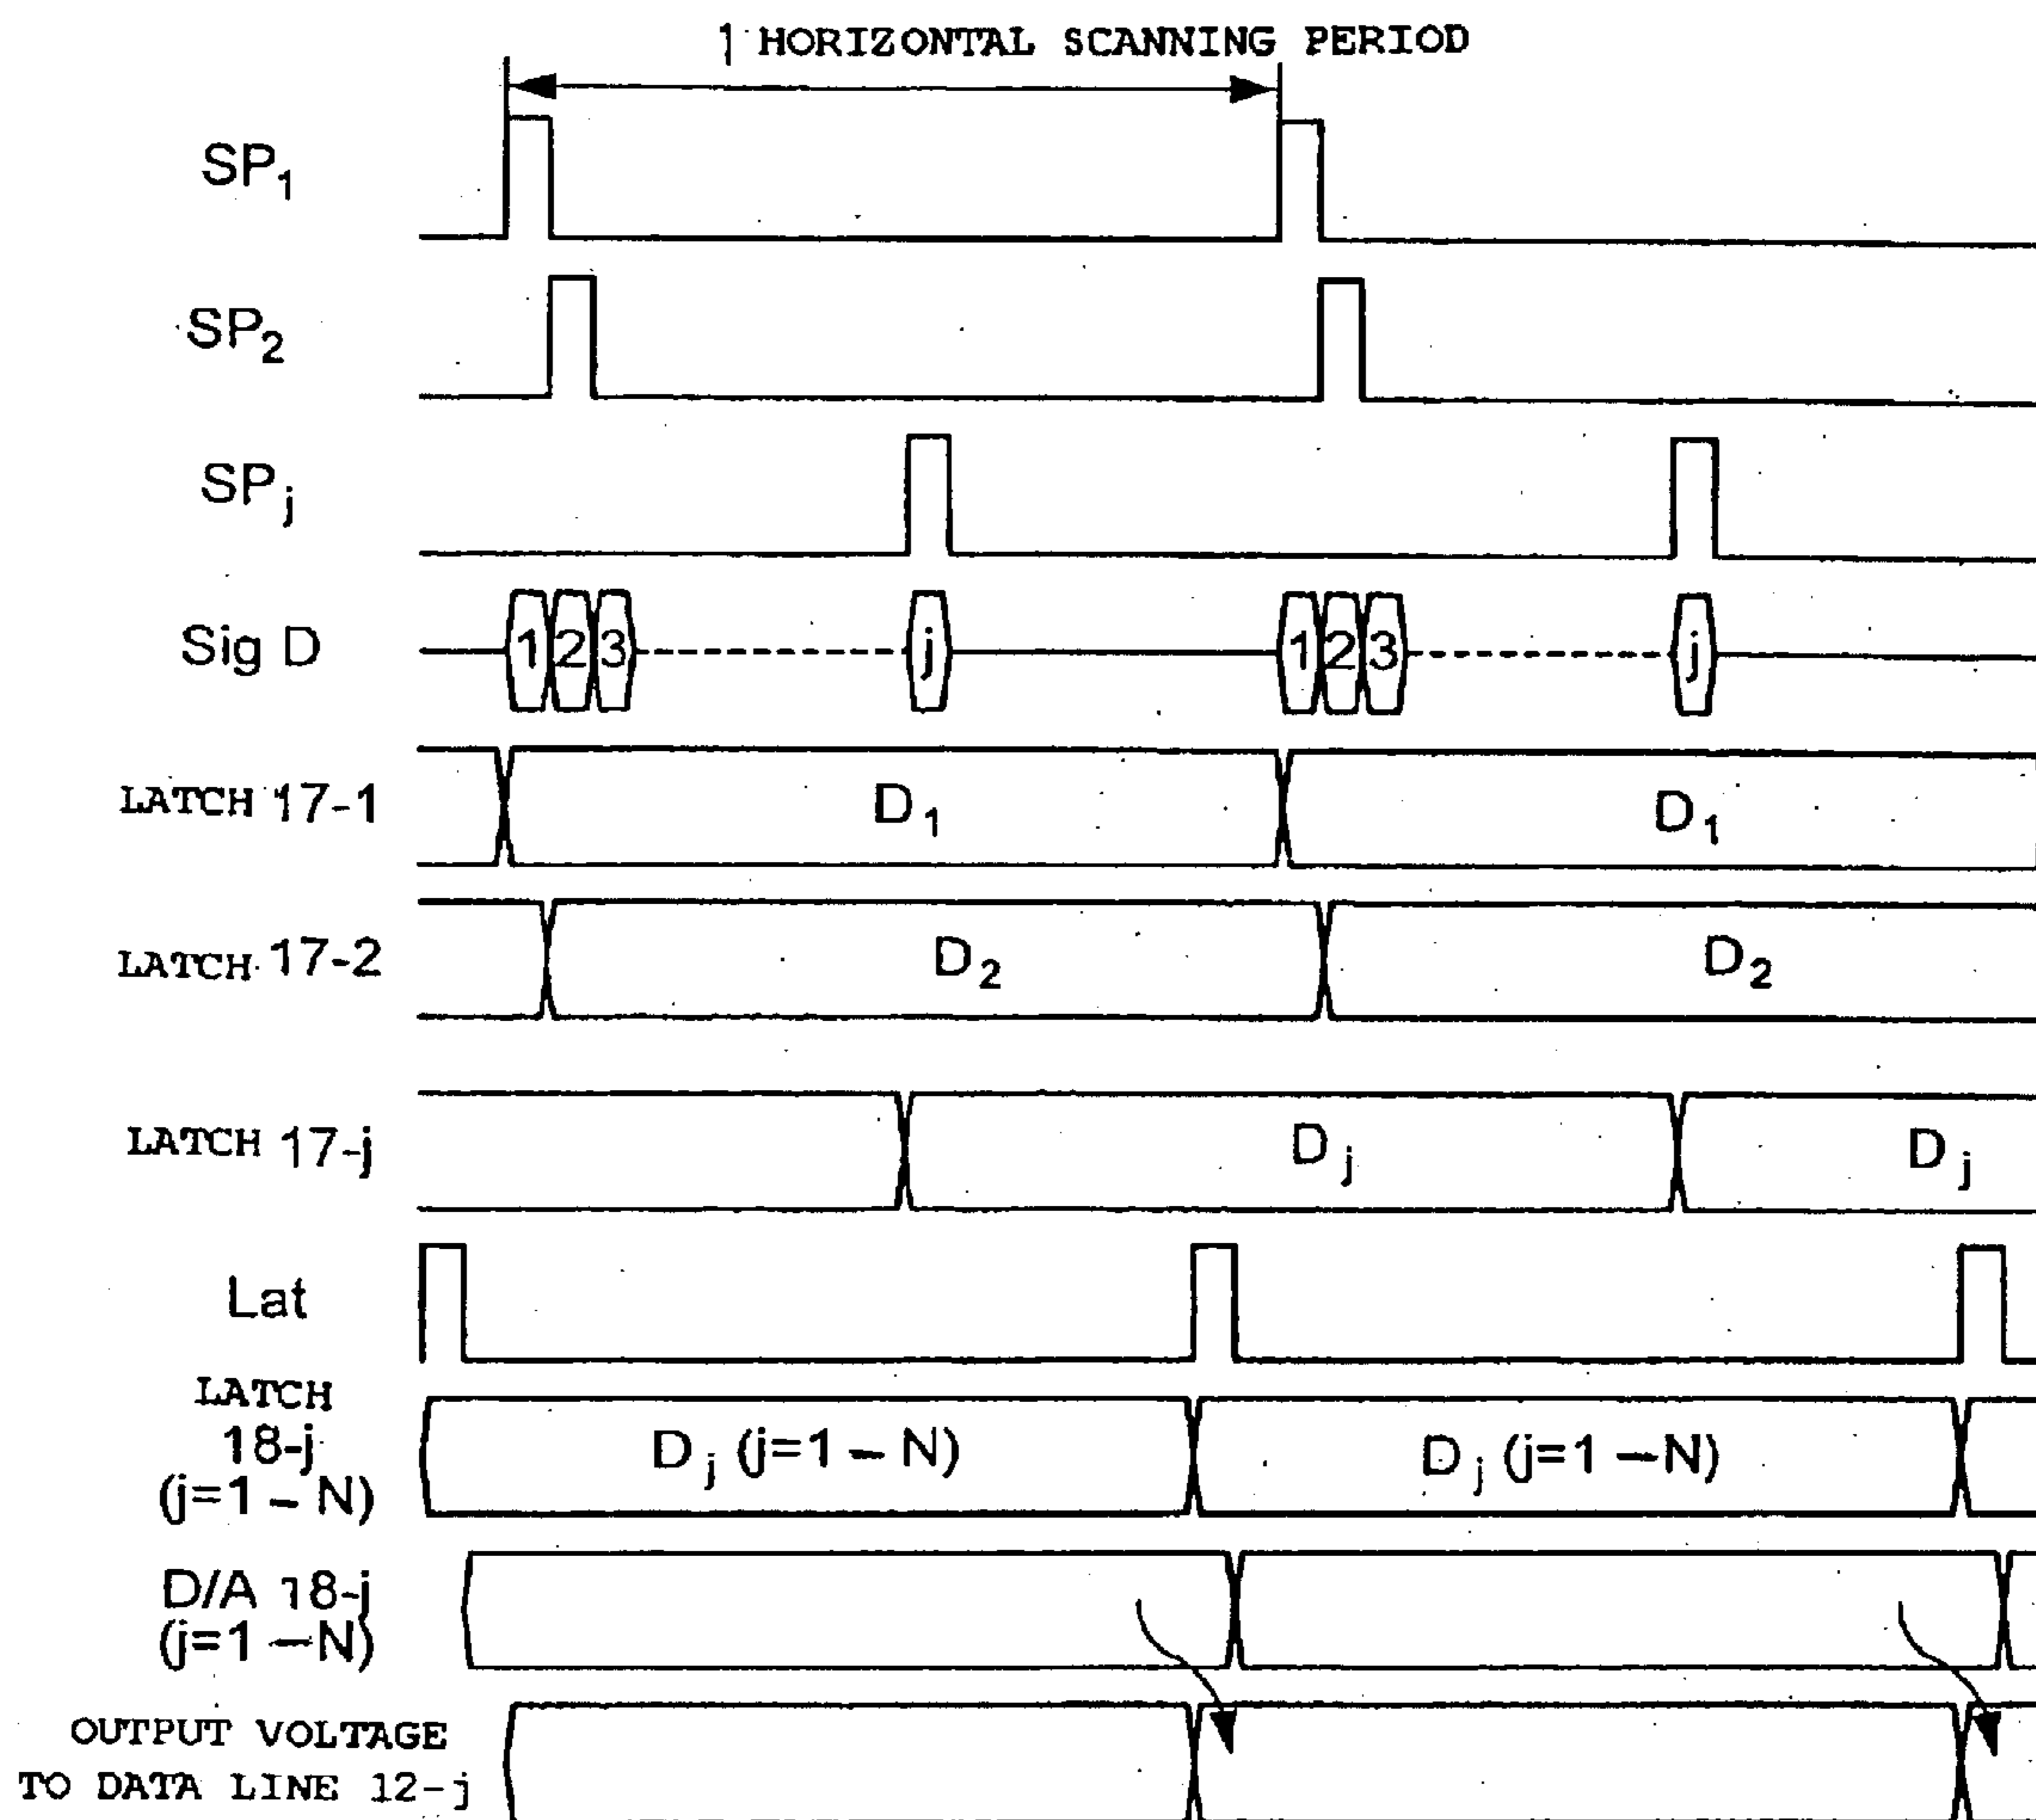 1 HORIZONTAL SCANNING PERIOD
SP1
SP2
SPj
Sig D 1 2 3 j 1 2 3 j
LATCH 17-1 D1 D1
LATCH 17-2 D2 D2
LATCH 17-j Dj Dj
Lat
LATCH
18-j
(j=1 – N) Dj (j=1 – N) Dj (j=1 –N)
D/A 18-j
(j=1 –N)
OUTPUT VOLTAGE
TO DATA LINE 12-j